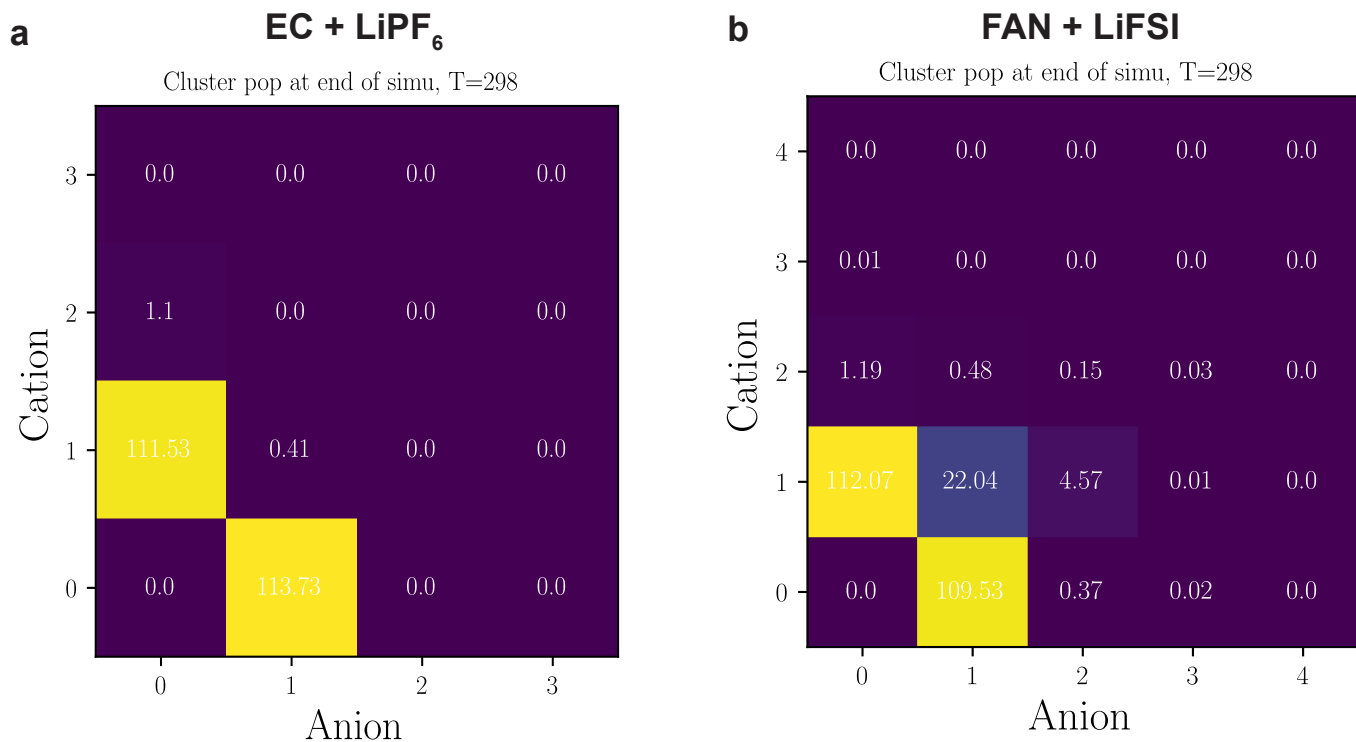 a
EC + LiPF6
Cluster pop at end of simu, T=298
3 0.0 0.0 0.0 0.0
2 1.1 0.0 0.0 0.0
1 111.53 0.41 0.0 0.0
0 0.0 113.73 0.0 0.0
0 1 2 3
Cation
Anion
b
FAN + LiFSI
Cluster pop at end of simu, T=298
4 0.0 0.0 0.0 0.0 0.0
3 0.01 0.0 0.0 0.0 0.0
2 1.19 0.48 0.15 0.03 0.0
1 112.07 22.04 4.57 0.01 0.0
0 0.0 109.53 0.37 0.02 0.0
0 1 2 3 4
Cation
Anion